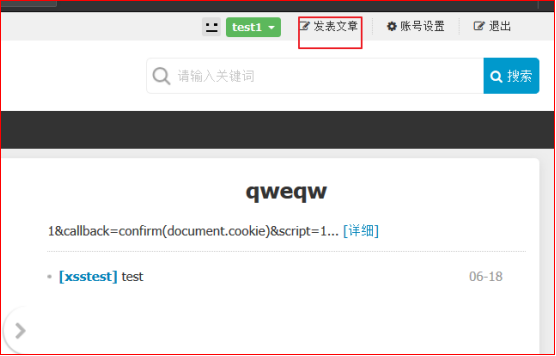 test1 发表文章 账号设置 退出
请输入关键词 搜索
qweqw
1&callback=confirm(document.cookie)&script=1... [详细]
[xsstest] test 06-18